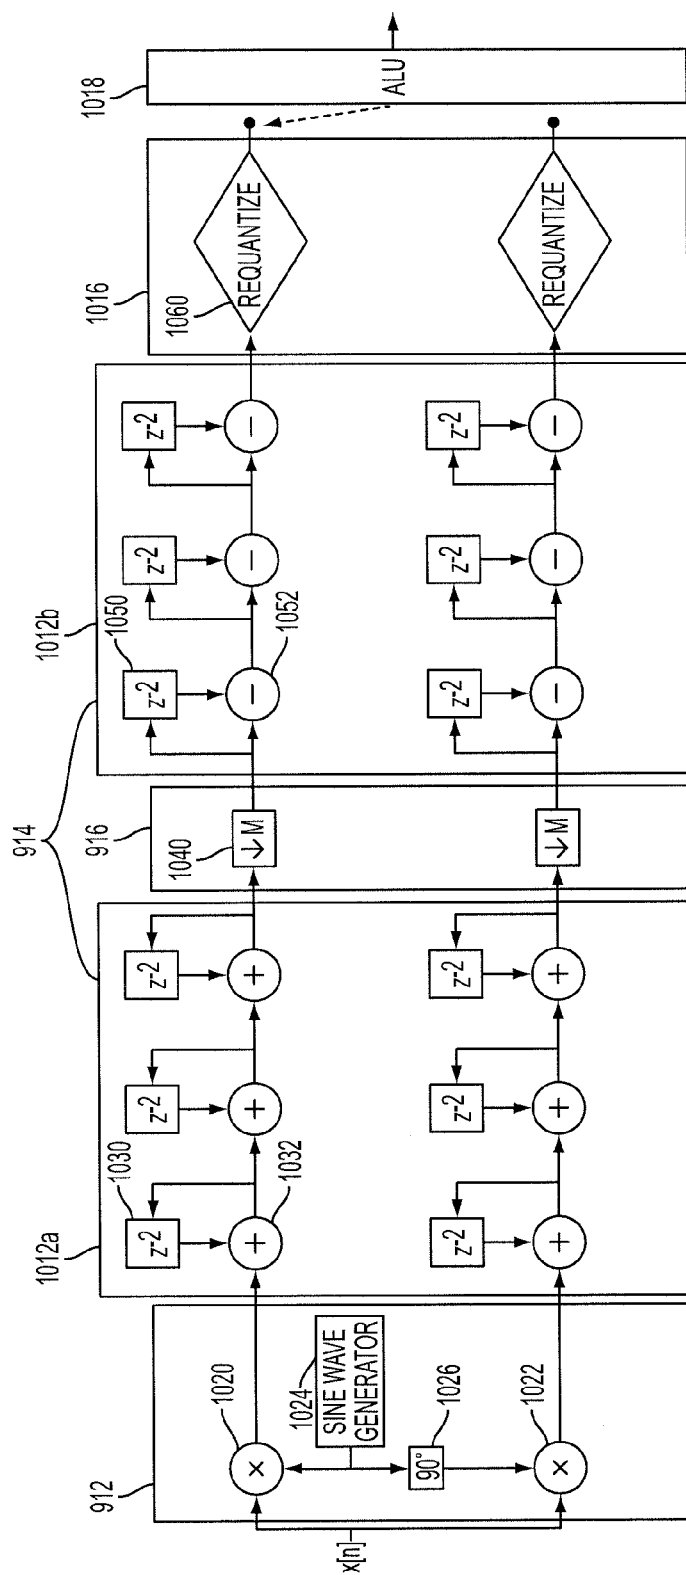 914
912
1012a
916
1012b
1016
1018
x[n]
×
1020
1024
SINE WAVE
GENERATOR
90°
1026
×
1022
z-2
1030
z-2
z-2
+
1032
+
+
z-2
z-2
z-2
+
+
+
1040
↓M
↓M
z-2
1050
z-2
z-2
−
1052
−
−
z-2
z-2
z-2
−
−
−
1060
REQUANTIZE
REQUANTIZE
ALU